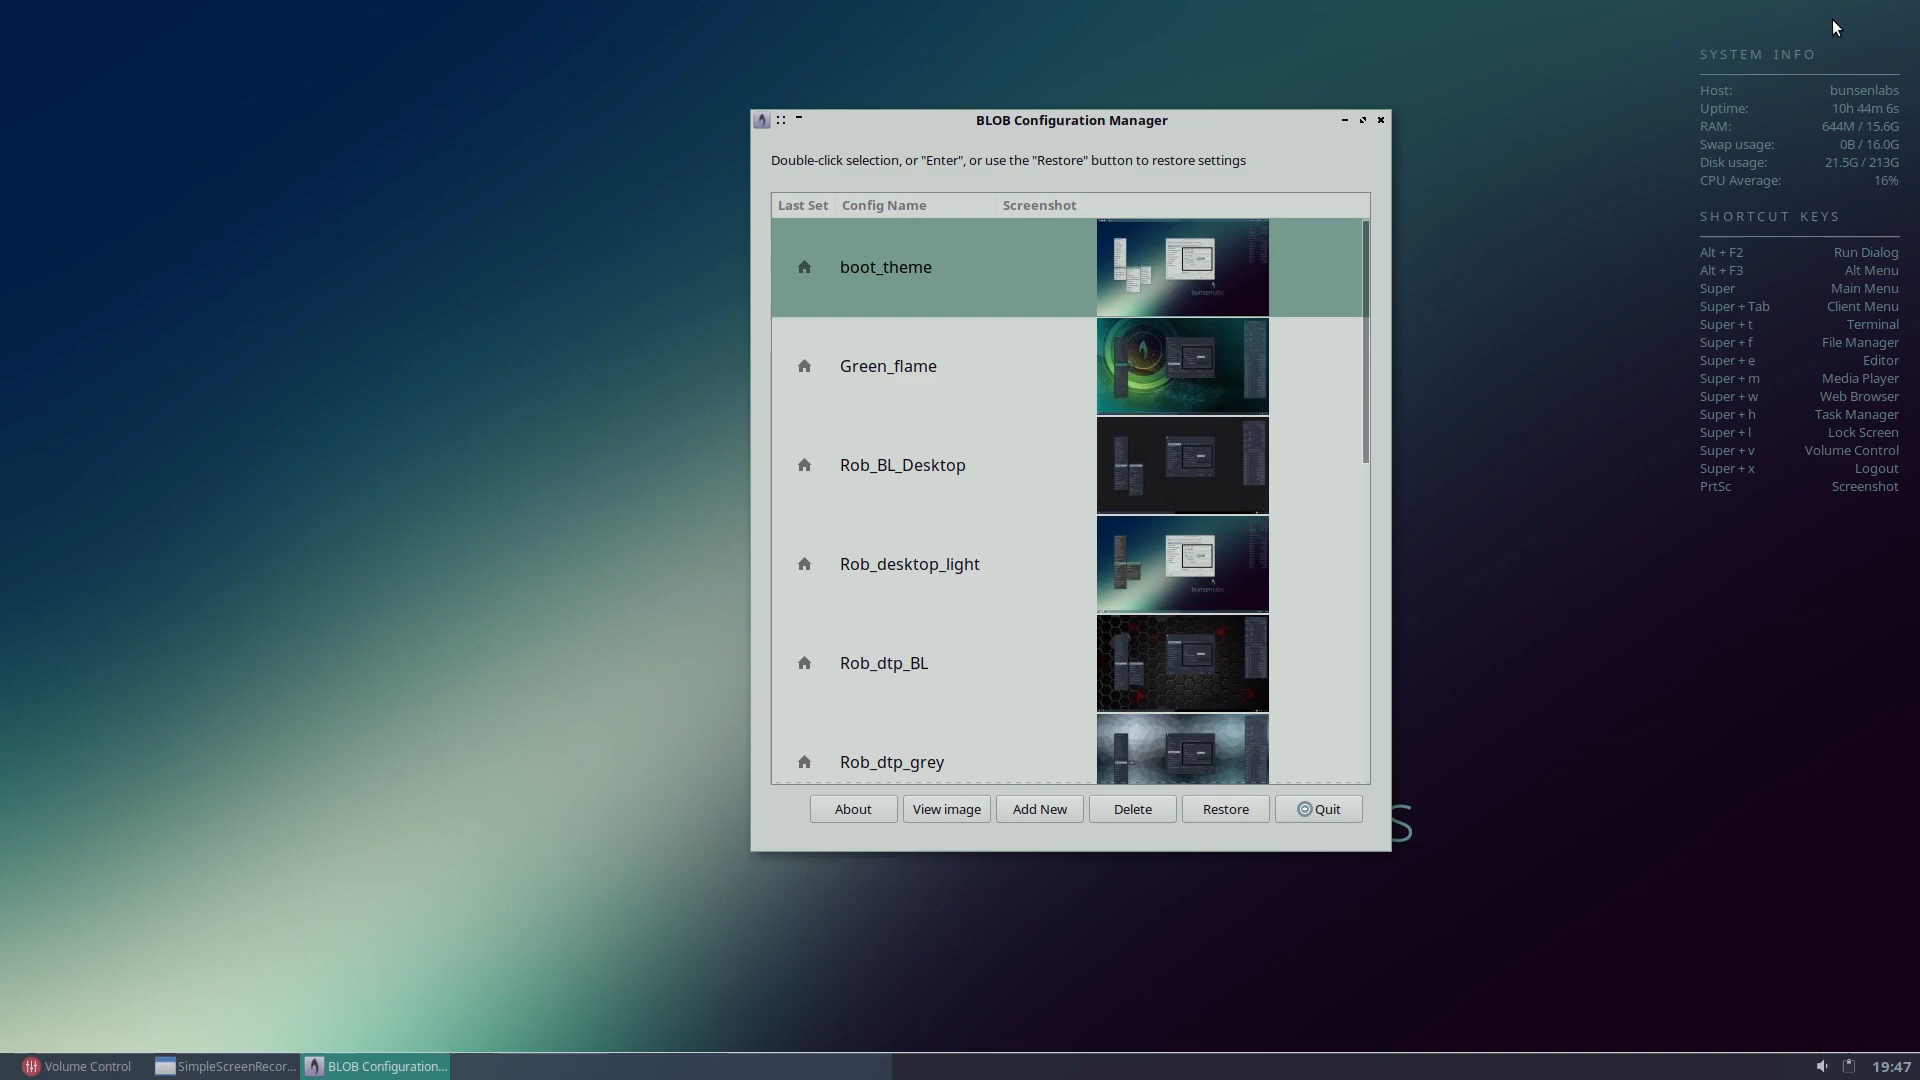 BLOB Configuration Manager
Double-click selection, or "Enter", or use the "Restore" button to restore settings
Last Set Config Name Screenshot
boot_theme
Green_flame
Rob_BL_Desktop
Rob_desktop_light
Rob_dtp_BL
Rob_dtp_grey
About View image Add New Delete Restore Quit
SYSTEM INFO
Host: bunsenlabs
Uptime: 10h 44m 6s
RAM: 644M / 15.6G
Swap usage: 0B / 16.0G
Disk usage: 21.5G / 213G
CPU Average: 16%
SHORTCUT KEYS
Alt + F2 Run Dialog
Alt + F3 Alt Menu
Super Main Menu
Super + Tab Client Menu
Super + t Terminal
Super + f File Manager
Super + e Editor
Super + m Media Player
Super + w Web Browser
Super + h Task Manager
Super + l Lock Screen
Super + v Volume Control
Super + x Logout
PrtSc Screenshot
Volume Control SimpleScreenRecor... BLOB Configuration... 19:47